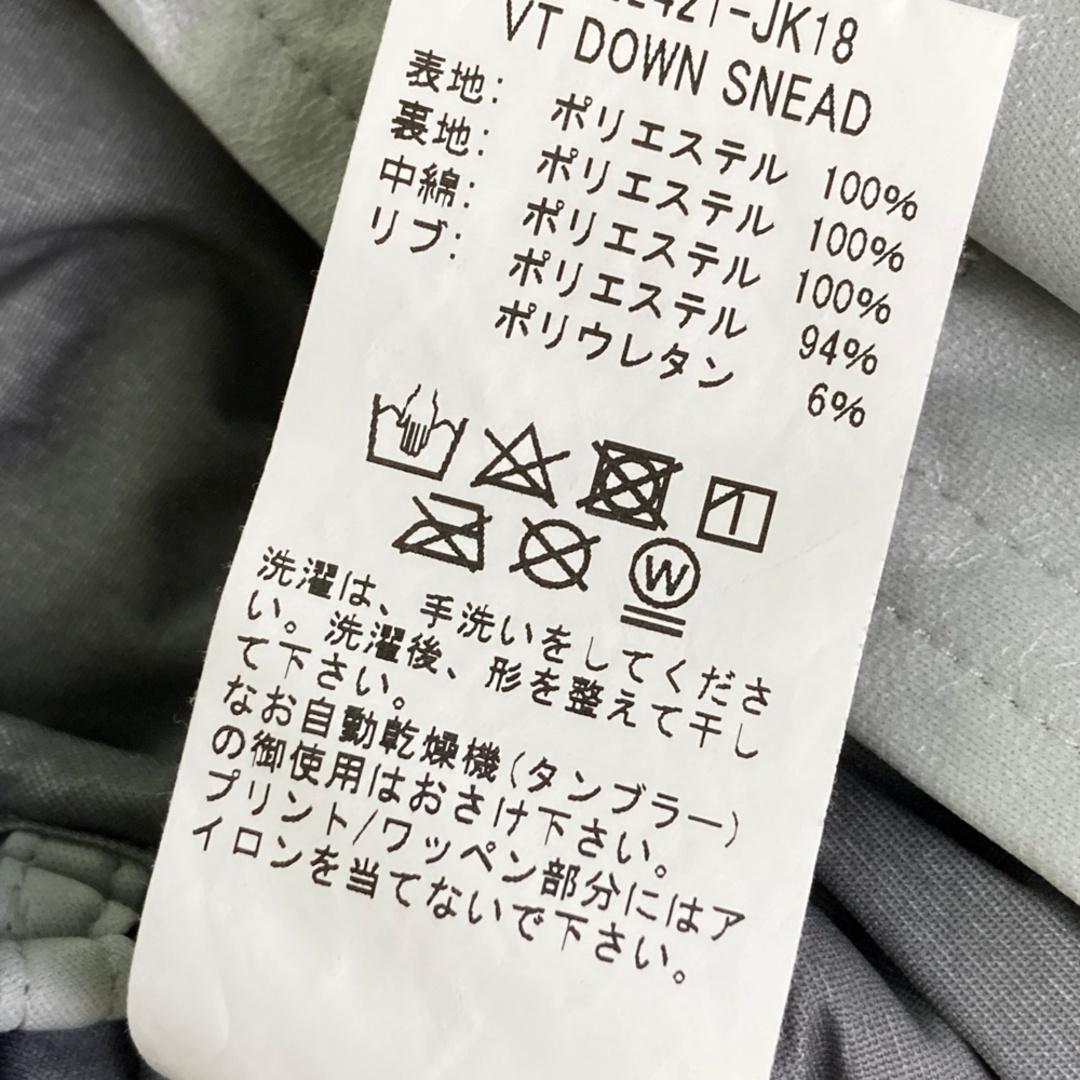 JK18
VT DOWN SNEAD
表地: ポリエステル 100%
裏地: ポリエステル 100%
中綿: ポリエステル 100%
リブ: ポリエステル 94%
ポリウレタン 6%
W
洗濯は、手洗いをしてくださ
い。洗濯後、形を整えて干し
て下さい。
なお自動乾燥機(タンブラー)
の御使用はおさけ下さい。
プリント/ワッペン部分にはア
イロンを当てないで下さい。